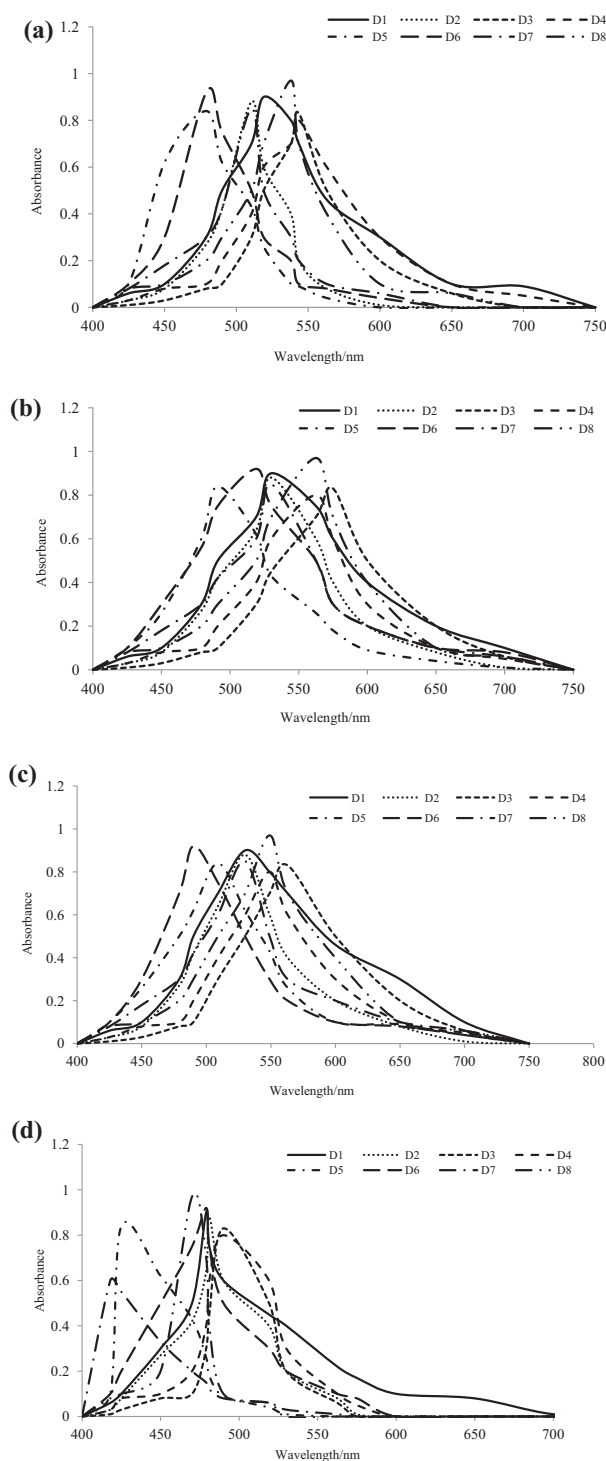 (a)
D1 D2 D3 D4
D5 D6 D7 D8
1.2
1
0.8
0.6
0.4
0.2
0
Absorbance
400 450 500 550 600 650 700 750
Wavelength/nm
(b)
D1 D2 D3 D4
D5 D6 D7 D8
1.2
1
0.8
0.6
0.4
0.2
0
Absorbance
400 450 500 550 600 650 700 750
Wavelength/nm
(c)
D1 D2 D3 D4
D5 D6 D7 D8
1.2
1
0.8
0.6
0.4
0.2
0
Absorbance
400 450 500 550 600 650 700 750 800
Wavelength/nm
(d)
D1 D2 D3 D4
D5 D6 D7 D8
1.2
1
0.8
0.6
0.4
0.2
0
Absorbance
400 450 500 550 600 650 700
Wavelength/nm